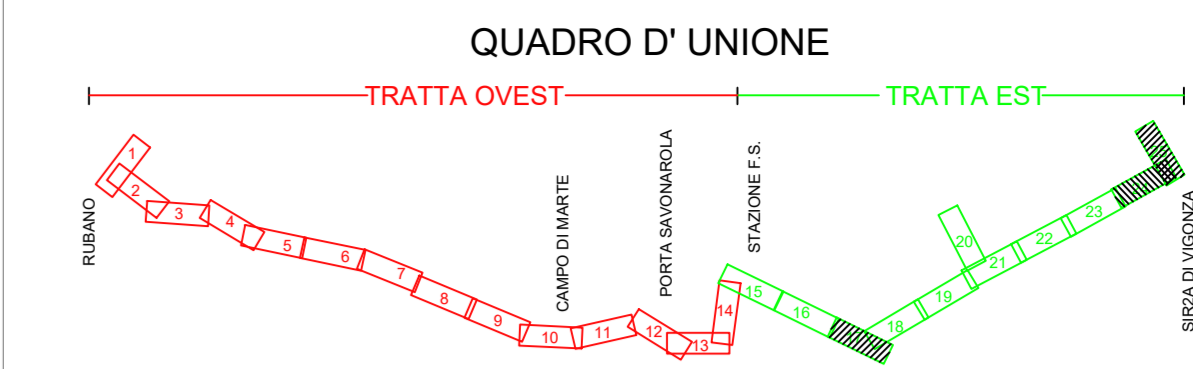 QUADRO D' UNIONE
TRATTA OVEST
TRATTA EST
RUBANO
CAMPO DI MARTE
PORTA SAVONAROLA
STAZIONE F.S.
SIR2A DI VIGONZA
1
2
3
4
5
6
7
8
9
10
11
12
13
14
15
16
18
19
20
21
22
23